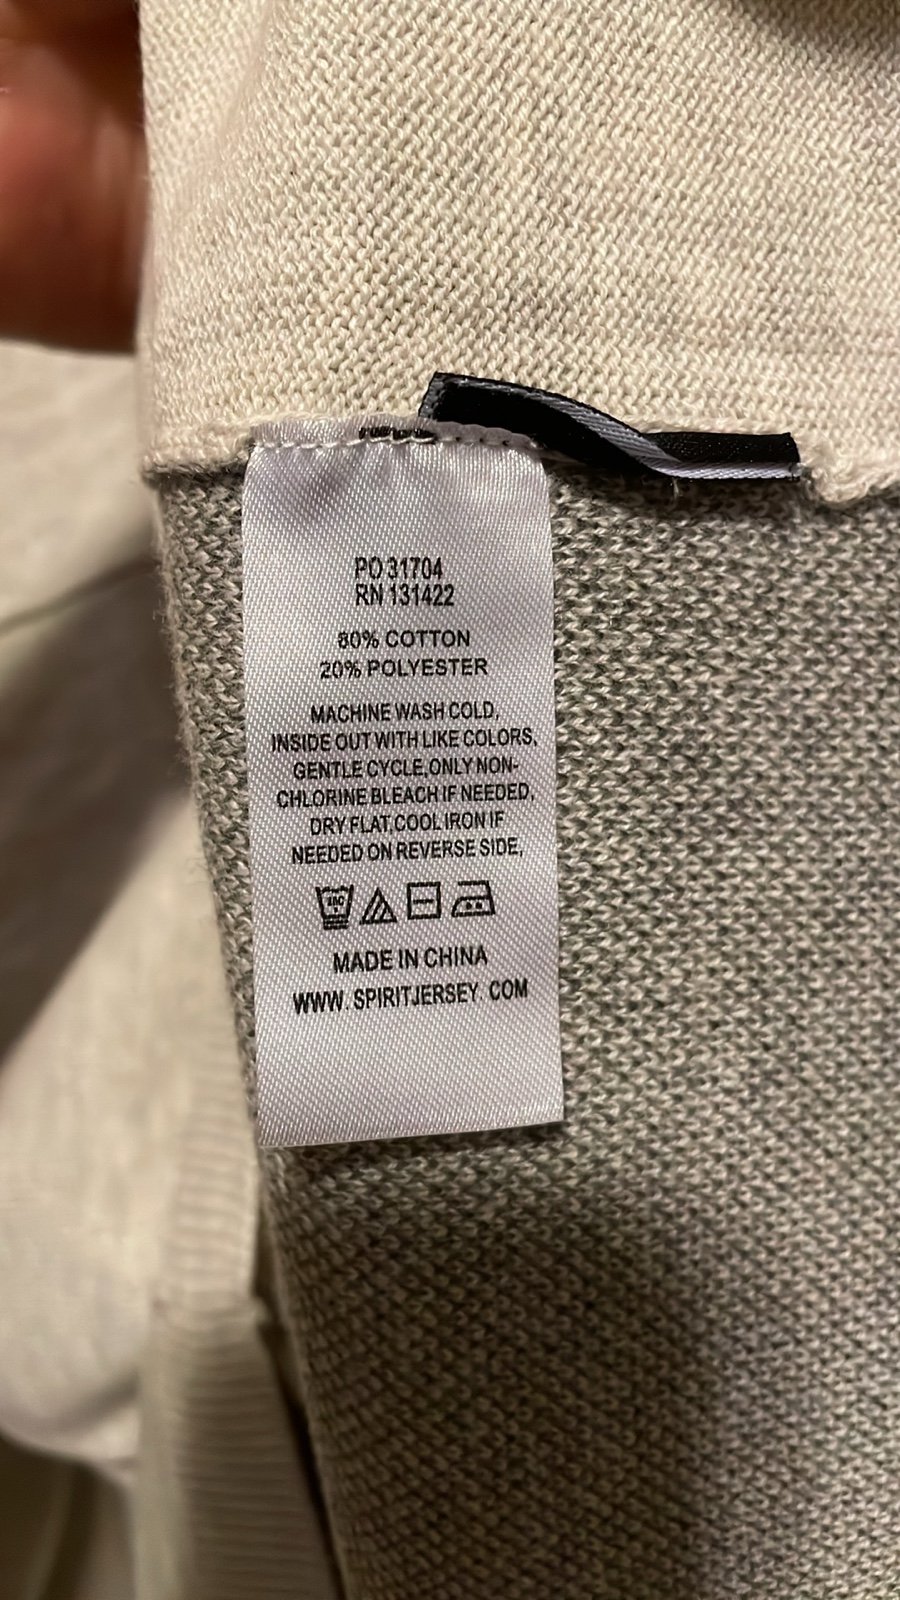 PO 31704
RN 131422
80% COTTON
20% POLYESTER
MACHINE WASH COLD,
INSIDE OUT WITH LIKE COLORS,
GENTLE CYCLE,ONLY NON-
CHLORINE BLEACH IF NEEDED,
DRY FLAT,COOL IRON IF
NEEDED ON REVERSE SIDE,
MADE IN CHINA
WWW.SPIRITJERSEY.COM